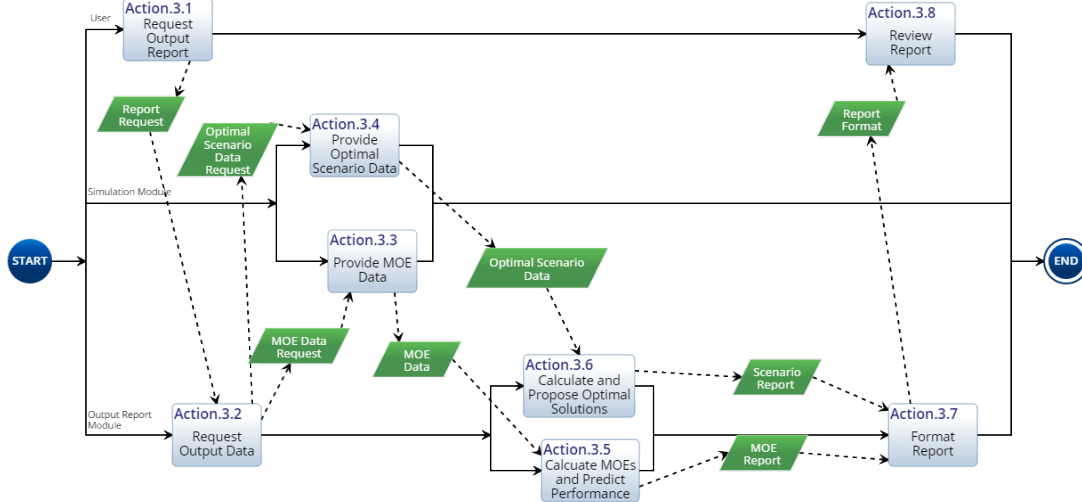 User
Action.3.1
Request
Output
Report
Action.3.8
Review
Report
Report
Request
Optimal
Scenario
Data
Request
Action.3.4
Provide
Optimal
Scenario Data
Report
Format
Simulation Module
START
Action.3.3
Provide MOE
Data
Optimal Scenario
Data
END
MOE Data
Request
MOE
Data
Action.3.6
Calculate and
Propose Optimal
Solutions
Scenario
Report
Output Report
Module
Action.3.2
Request
Output Data
Action.3.5
Calcuate MOEs
and Predict
Performance
MOE
Report
Action.3.7
Format
Report